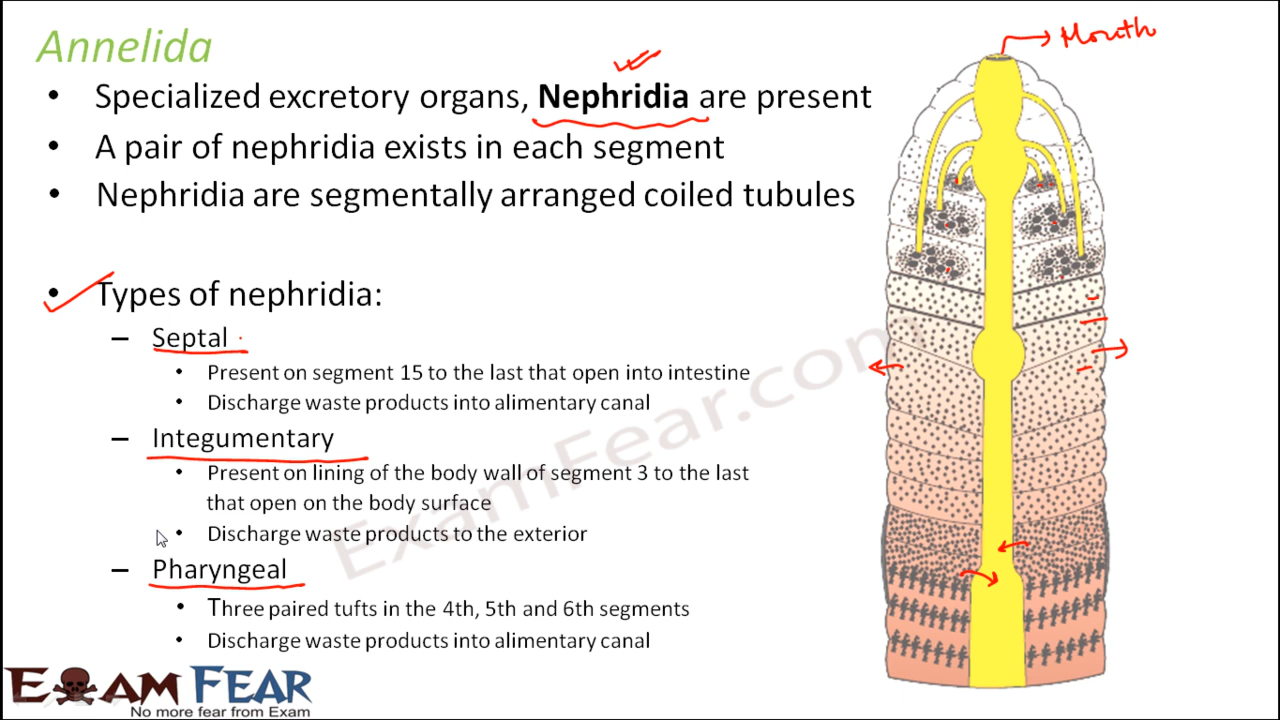 Annelida
Mouth
• Specialized excretory organs, Nephridia are present
• A pair of nephridia exists in each segment
• Nephridia are segmentally arranged coiled tubules
• Types of nephridia:
– Septal
• Present on segment 15 to the last that open into intestine
• Discharge waste products into alimentary canal
– Integumentary
• Present on lining of the body wall of segment 3 to the last
that open on the body surface
• Discharge waste products to the exterior
– Pharyngeal
• Three paired tufts in the 4th, 5th and 6th segments
• Discharge waste products into alimentary canal
ExamFear.com
EXAM FEAR
No more fear from Exam